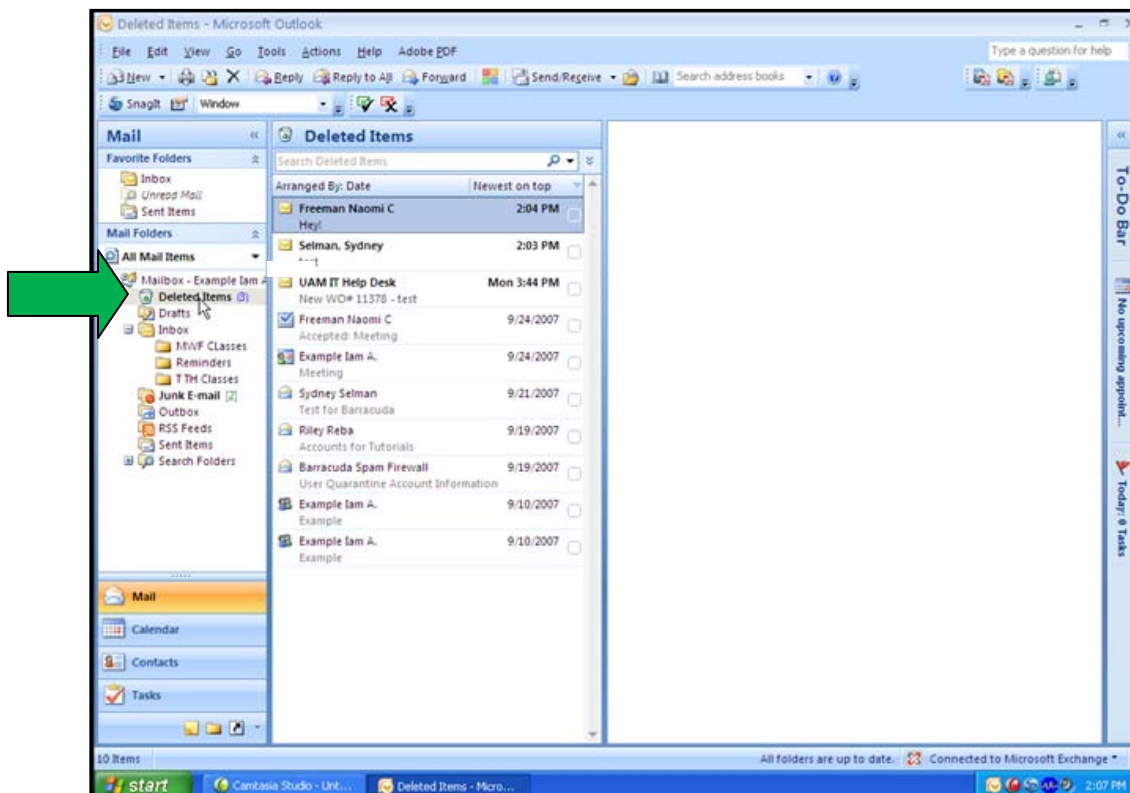 Deleted Items - Microsoft Outlook
File Edit View Go Tools Actions Help Adobe PDF
Type a question for help
New Reply Reply to All Forward Send/Receive Search address books
SnagIt Window
Mail
Favorite Folders
Inbox
Unread Mail
Sent Items
Mail Folders
All Mail Items
Mailbox - Example Iam A
Deleted Items (3)
Drafts
Inbox
MWF CLasses
Reminders
T TH Classes
Junk E-mail [2]
Outbox
RSS Feeds
Sent Items
Search Folders
Mail
Calendar
Contacts
Tasks
Deleted Items
Search Deleted Items
Arranged By: Date Newest on top
Freeman Naomi C 2:04 PM
Hey!
Selman, Sydney 2:03 PM
UAM IT Help Desk Mon 3:44 PM
New WO# 11378 - test
Freeman Naomi C 9/24/2007
Accepted: Meeting
Example Iam A. 9/24/2007
Meeting
Sydney Selman 9/21/2007
Test for Barracuda
Riley Reba 9/19/2007
Accounts for Tutorials
Barracuda Spam Firewall 9/19/2007
User Quarantine Account Information
Example Iam A. 9/10/2007
Example
Example Iam A. 9/10/2007
Example
To-Do Bar
No upcoming appoint...
Today: 0 Tasks
10 Items
All folders are up to date. Connected to Microsoft Exchange
start Camtasia Studio - Unt... Deleted Items - Micro... 2:07 PM